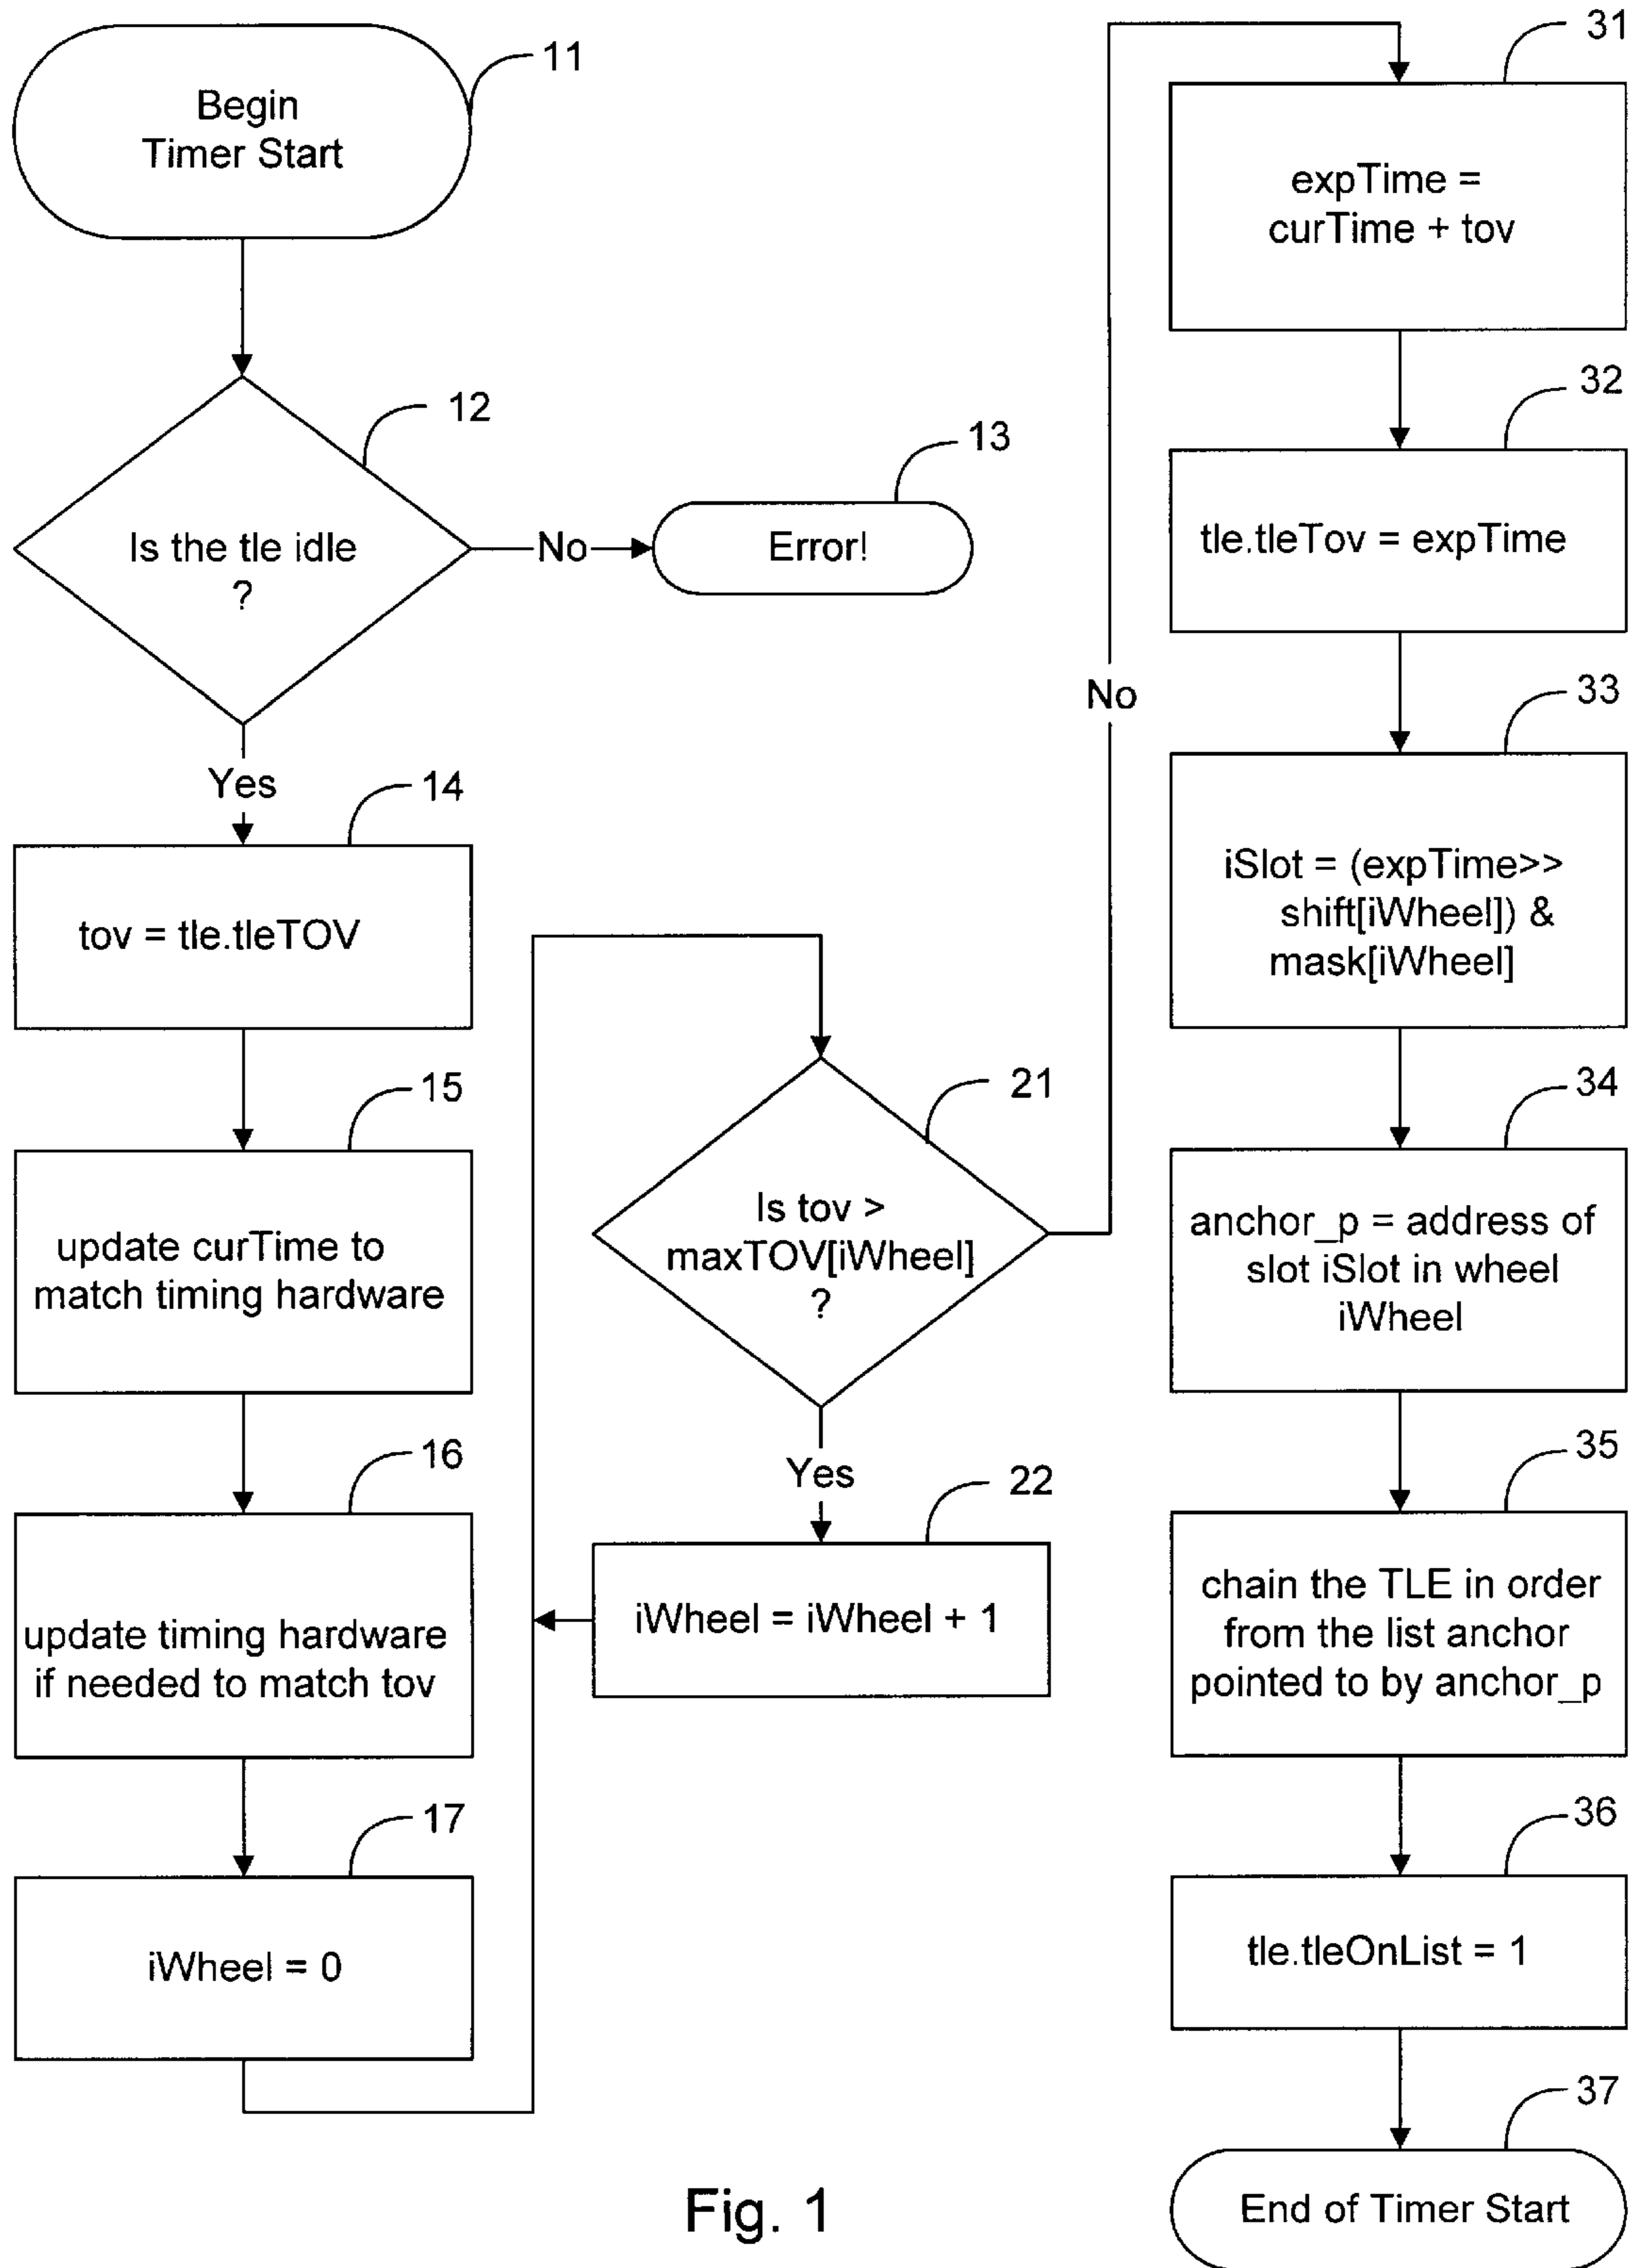 11
Begin
Timer Start
12
Is the tle idle
?
No
13
Error!
Yes
14
tov = tle.tleTOV
15
update curTime to
match timing hardware
16
update timing hardware
if needed to match tov
17
iWheel = 0
21
Is tov >
maxTOV[iWheel]
?
Yes
22
iWheel = iWheel + 1
No
31
expTime =
curTime + tov
32
tle.tleTov = expTime
33
iSlot = (expTime>>
shift[iWheel]) &
mask[iWheel]
34
anchor_p = address of
slot iSlot in wheel
iWheel
35
chain the TLE in order
from the list anchor
pointed to by anchor_p
36
tle.tleOnList = 1
37
End of Timer Start
Fig. 1